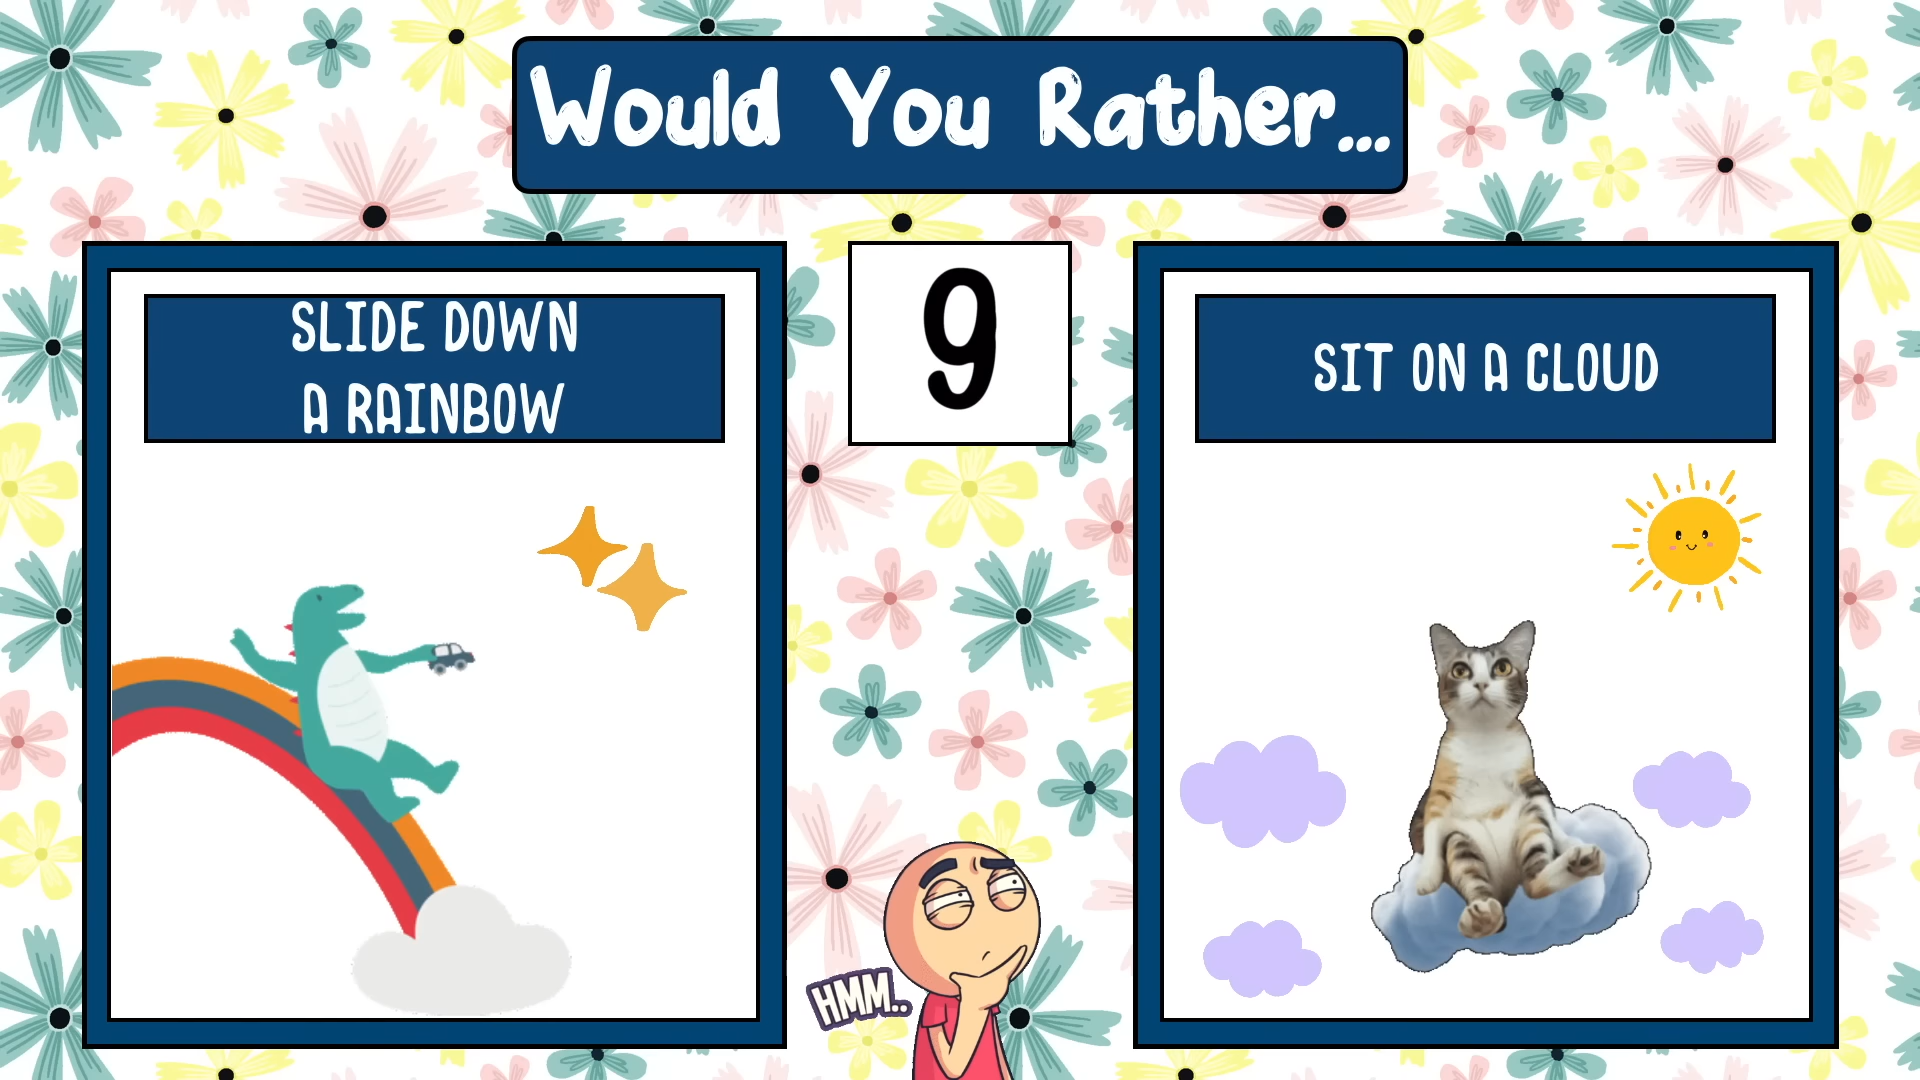 Would You Rather...
SLIDE DOWN
A RAINBOW
9
SIT ON A CLOUD
HMM..